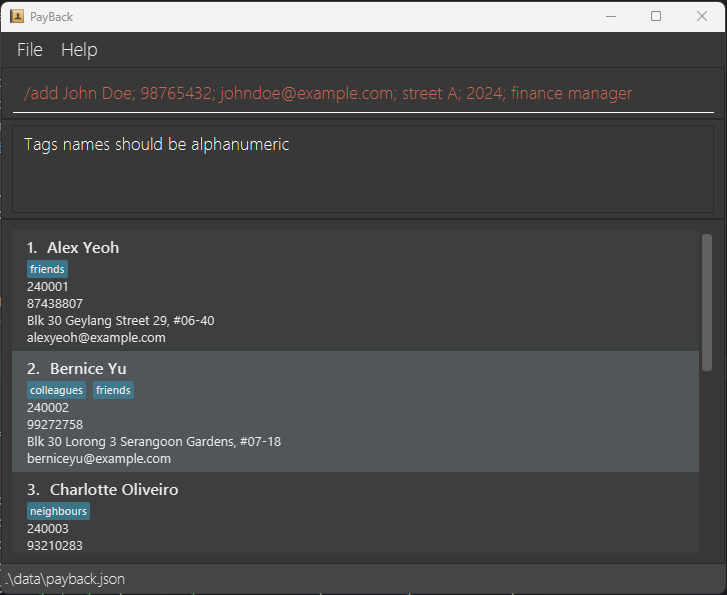 PayBack
File Help
/add John Doe; 98765432; johndoe@example.com; street A; 2024; finance manager
Tags names should be alphanumeric
1. Alex Yeoh
friends
240001
87438807
Blk 30 Geylang Street 29, #06-40
alexyeoh@example.com
2. Bernice Yu
colleagues friends
240002
99272758
Blk 30 Lorong 3 Serangoon Gardens, #07-18
berniceyu@example.com
3. Charlotte Oliveiro
neighbours
240003
93210283
.\data\payback.json